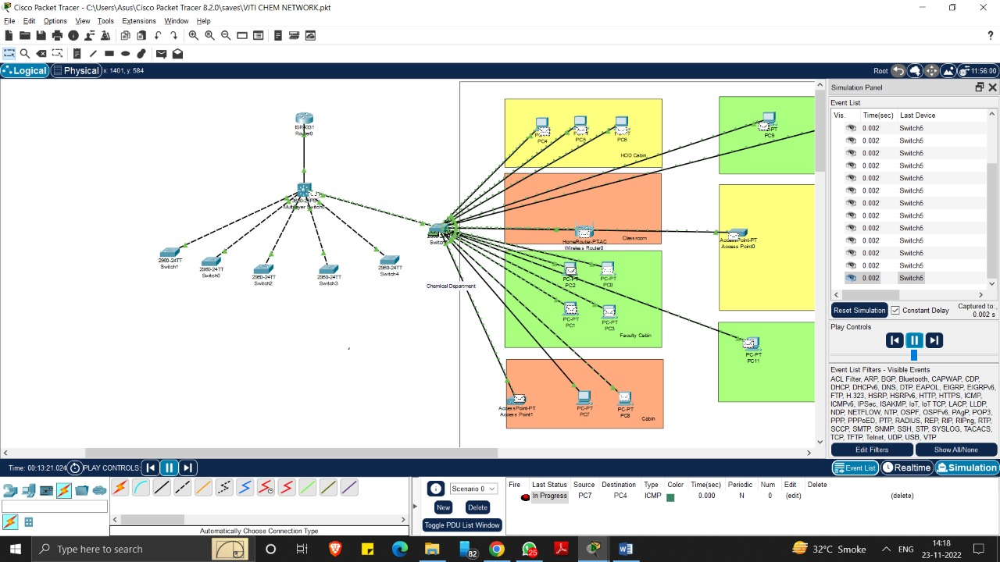 Cisco Packet Tracer - C:\Users\Asus\Cisco Packet Tracer 8.2.0\saves\VJTI CHEM NETWORK.pkt
File Edit Options View Tools Extensions Window Help
?
Logical Physical x: 1401, y: 584
Root 11:56:00
ISR4331
Router0
Multilayer Switch0
2960-24TT
Switch1
2960-24TT
Switch0
2960-24TT
Switch2
2960-24TT
Switch3
2960-24TT
Switch4
Chemical Department
PC4
PC5
HOD Cabin
PC9
HomeRouter-PT-AC
Wireless Router0
Classroom
AccessPoint-PT
Access Point0
PC-PT
PC2
PC-PT
PC0
PC-PT
PC1
PC-PT
PC3
Faculty Cabin
PC-PT
PC11
AccessPoint-PT
Access Point1
PC-PT
PC7
PC-PT
PC8
Cabin
Simulation Panel
Event List
Vis. Time(sec) Last Device
0.002 Switch5
0.002 Switch5
0.002 Switch5
0.002 Switch5
0.002 Switch5
0.002 Switch5
0.002 Switch5
0.002 Switch5
0.002 Switch5
0.002 Switch5
0.002 Switch5
0.002 Switch5
0.002 Switch5
Reset Simulation Constant Delay Captured to:
0.002 s
Play Controls
Event List Filters - Visible Events
ACL Filter, ARP, BGP, Bluetooth, CAPWAP, CDP,
DHCP, DHCPv6, DNS, DTP, EAPOL, EIGRP, EIGRPv6,
FTP, H.323, HSRP, HSRPv6, HTTP, HTTPS, ICMP,
ICMPv6, IPSec, ISAKMP, IoT, IoT TCP, LACP, LLDP,
NDP, NETFLOW, NTP, OSPF, OSPFv6, PAgP, POP3,
PPP, PPPoED, PTP, RADIUS, REP, RIP, RIPng, RTP,
SCCP, SMTP, SNMP, SSH, STP, SYSLOG, TACACS,
TCP, TFTP, Telnet, UDP, USB, VTP
Edit Filters Show All/None
Time: 00:13:21.024 PLAY CONTROLS:
Event List Realtime Simulation
Automatically Choose Connection Type
Scenario 0
New Delete
Toggle PDU List Window
Fire Last Status Source Destination Type Color Time(sec) Periodic Num Edit Delete
In Progress PC7 PC4 ICMP 0.000 N 0 (edit) (delete)
Type here to search
82
25
32°C Smoke
ENG
14:18
23-11-2022